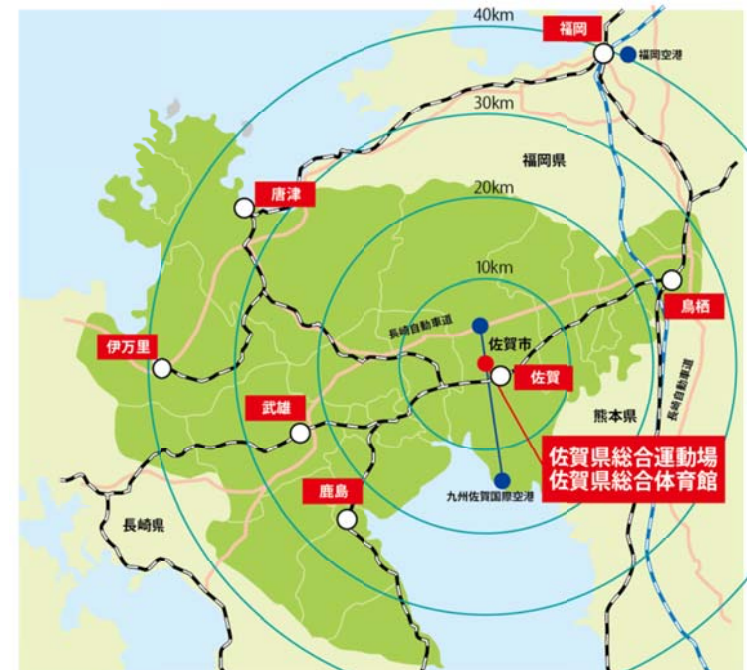 40km
福岡
福岡空港
30km
福岡県
唐津
20km
10km
鳥栖
長崎自動車道
佐賀市
伊万里
佐賀
長崎自動車道
武雄
熊本県
佐賀県総合運動場
佐賀県総合体育館
鹿島
九州佐賀国際空港
長崎県